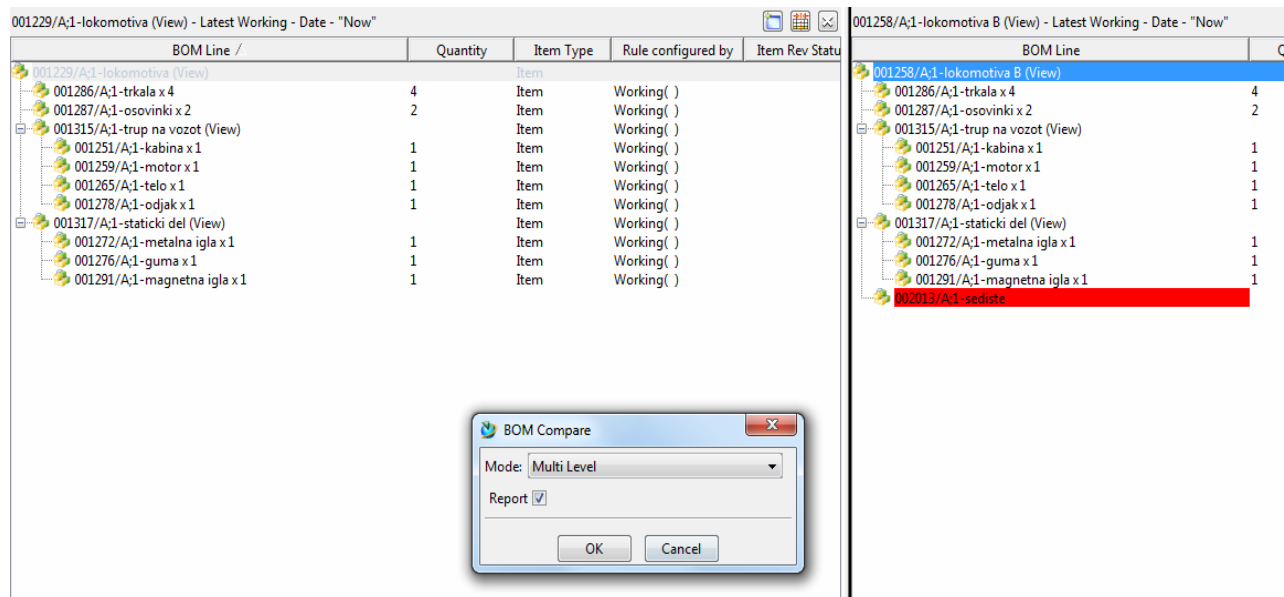 001229/A;1-lokomotiva (View) - Latest Working - Date - "Now"
BOM Line / Quantity Item Type Rule configured by Item Rev Statu
001229/A;1-lokomotiva (View) Item
001286/A;1-trkala x 4 4 Item Working( )
001287/A;1-osovinki x 2 2 Item Working( )
001315/A;1-trup na vozot (View) Item Working( )
001251/A;1-kabina x 1 1 Item Working( )
001259/A;1-motor x 1 1 Item Working( )
001265/A;1-telo x 1 1 Item Working( )
001278/A;1-odjak x 1 1 Item Working( )
001317/A;1-staticki del (View) Item Working( )
001272/A;1-metalna igla x 1 1 Item Working( )
001276/A;1-guma x 1 1 Item Working( )
001291/A;1-magnetna igla x 1 1 Item Working( )
001258/A;1-lokomotiva B (View) - Latest Working - Date - "Now"
BOM Line
001258/A;1-lokomotiva B (View)
001286/A;1-trkala x 4 4
001287/A;1-osovinki x 2 2
001315/A;1-trup na vozot (View)
001251/A;1-kabina x 1 1
001259/A;1-motor x 1 1
001265/A;1-telo x 1 1
001278/A;1-odjak x 1 1
001317/A;1-staticki del (View)
001272/A;1-metalna igla x 1 1
001276/A;1-guma x 1 1
001291/A;1-magnetna igla x 1 1
002013/A;1-sediste
BOM Compare
Mode: Multi Level
Report
OK Cancel